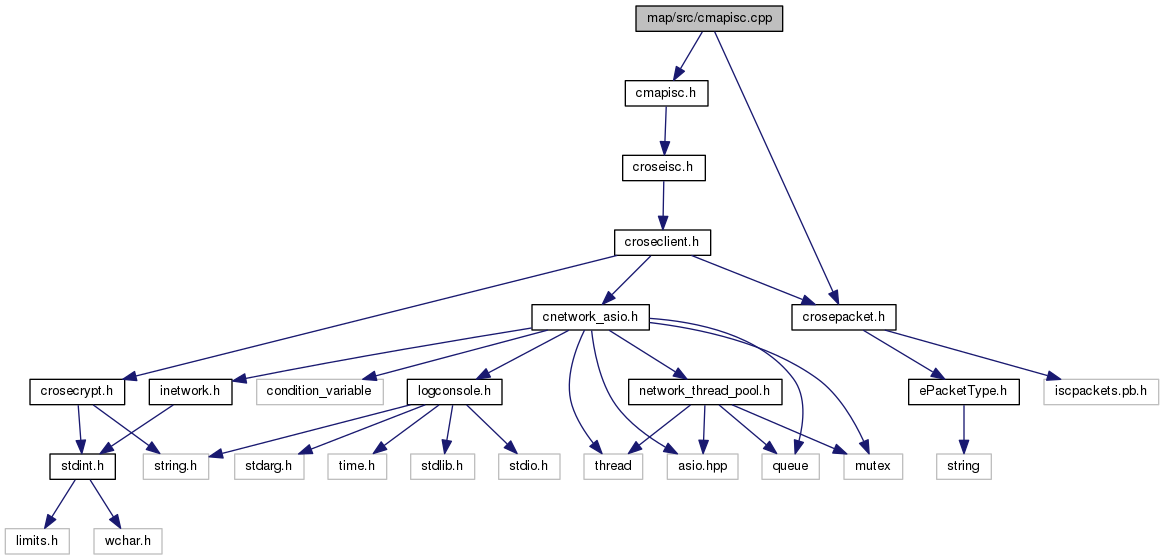 map/src/cmapisc.cpp
cmapisc.h
croseisc.h
croseclient.h
cnetwork_asio.h
crosepacket.h
crosecrypt.h
inetwork.h
condition_variable
logconsole.h
network_thread_pool.h
ePacketType.h
iscpackets.pb.h
stdint.h
string.h
stdarg.h
time.h
stdlib.h
stdio.h
thread
asio.hpp
queue
mutex
string
limits.h
wchar.h